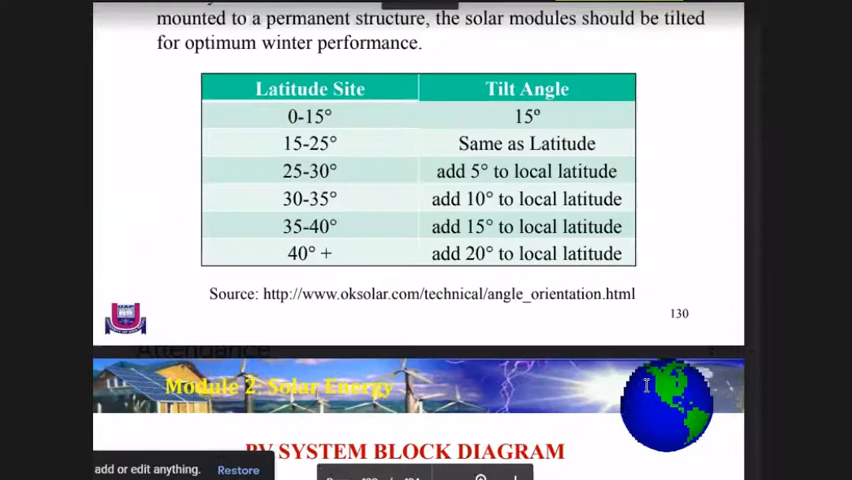 mounted to a permanent structure, the solar modules should be tilted
for optimum winter performance.
Latitude Site Tilt Angle
0-15° 15º
15-25° Same as Latitude
25-30° add 5° to local latitude
30-35° add 10° to local latitude
35-40° add 15° to local latitude
40° + add 20° to local latitude
Source: http://www.oksolar.com/technical/angle_orientation.html
130
Attendance
Module 2: Solar Energy
PV SYSTEM BLOCK DIAGRAM
add or edit anything. Restore